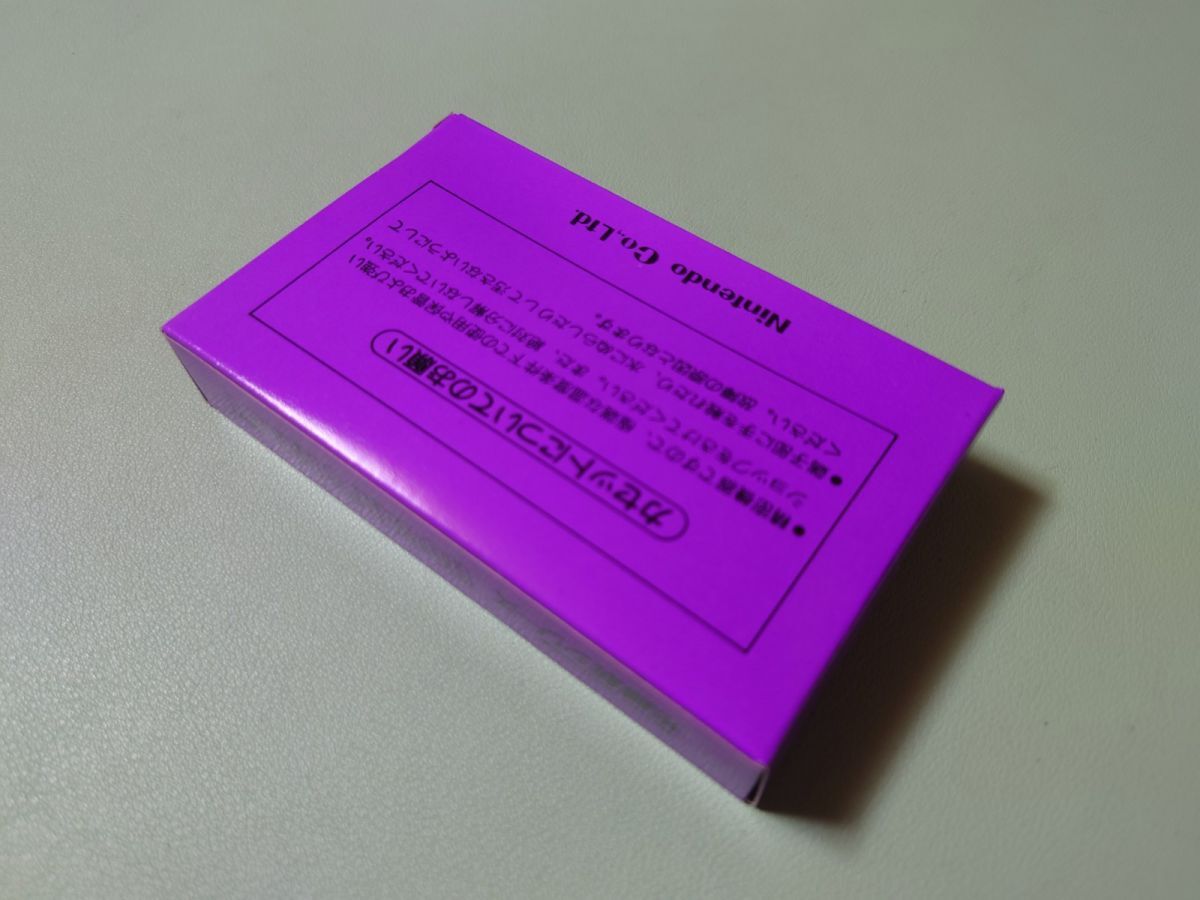 カセットについてのお願い
●精密機器ですので、極端な温度条件下での使用や保管および強い
ショックをさけてください。また、絶対に分解しないでください。
●端子部に手を触れたり、水にぬらしたりして汚さないようにして
ください。故障の原因となります。
Nintendo Co.,Ltd.